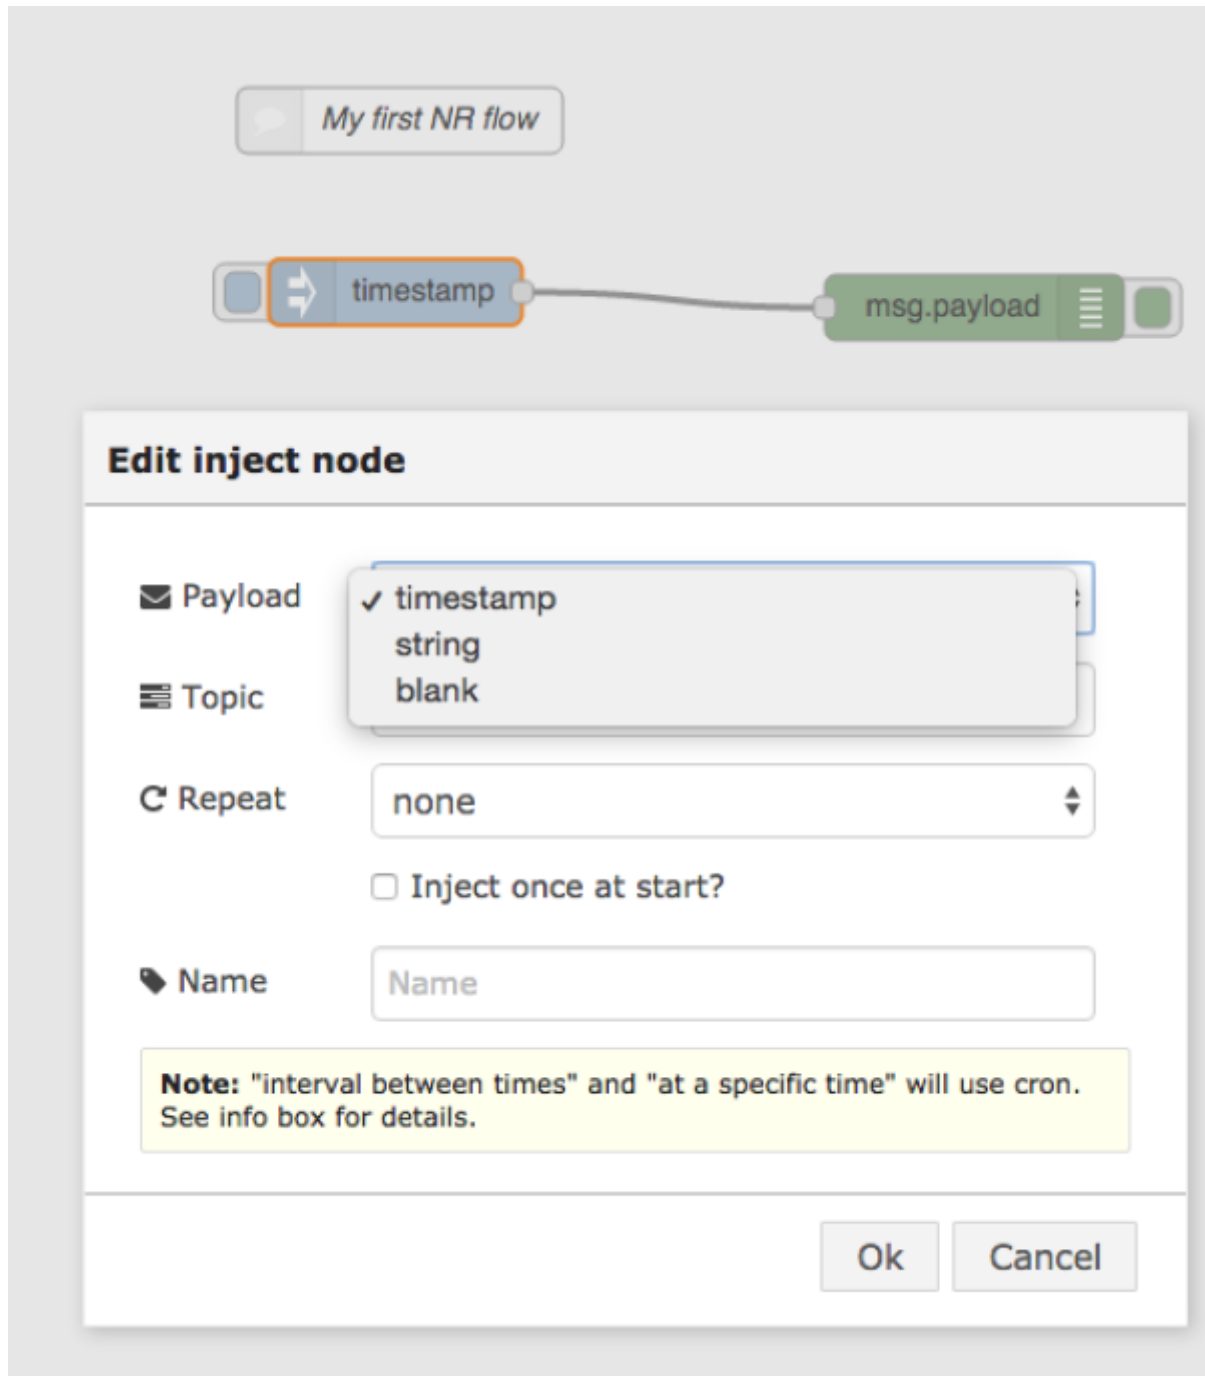 My first NR flow
timestamp
msg.payload
Edit inject node
Payload
timestamp
string
blank
Topic
Repeat
none
Inject once at start?
Name
Name
Note: "interval between times" and "at a specific time" will use cron.
See info box for details.
Ok
Cancel